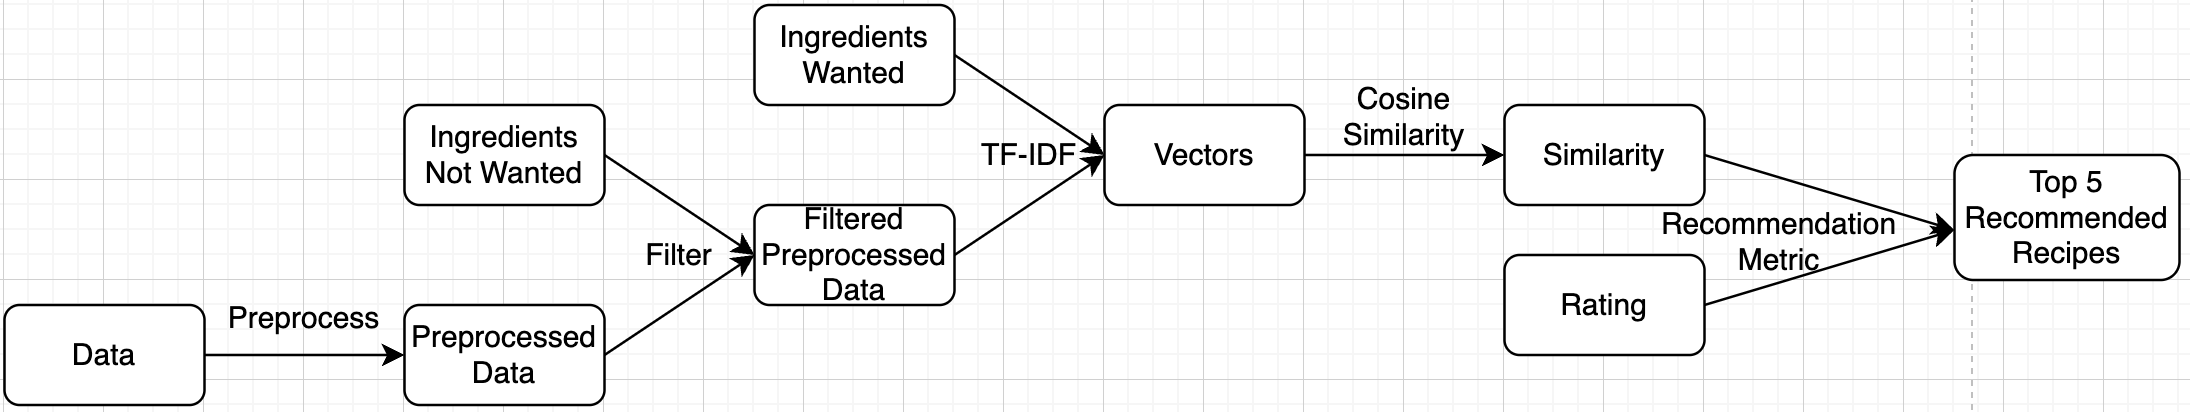 Ingredients
Wanted
Ingredients
Not Wanted
Cosine
Similarity
TF-IDF
Vectors
Similarity
Top 5
Recommended
Recipes
Filtered
Preprocessed
Data
Filter
Recommendation
Metric
Rating
Preprocess
Data
Preprocessed
Data